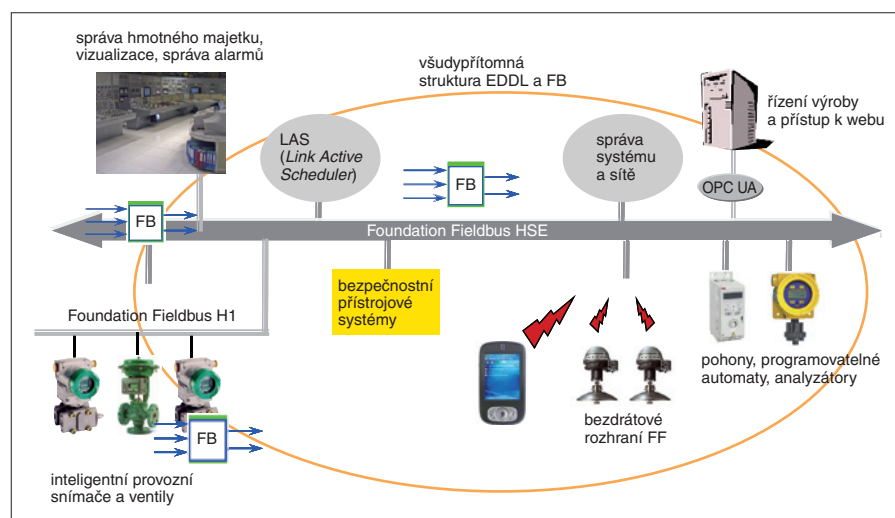 správa hmotného majetku,
vizualizace, správa alarmů
všudypřítomná
struktura EDDL a FB
řízení výroby
a přístup k webu
LAS
(Link Active
Scheduler)
FB
správa
systému
a sítě
OPC UA
FB
Foundation Fieldbus HSE
bezpečnostní
přístrojové
systémy
Foundation Fieldbus H1
pohony, programovatelné
automaty, analyzátory
bezdrátové
rozhraní FF
FB
inteligentní provozní
snímače a ventily